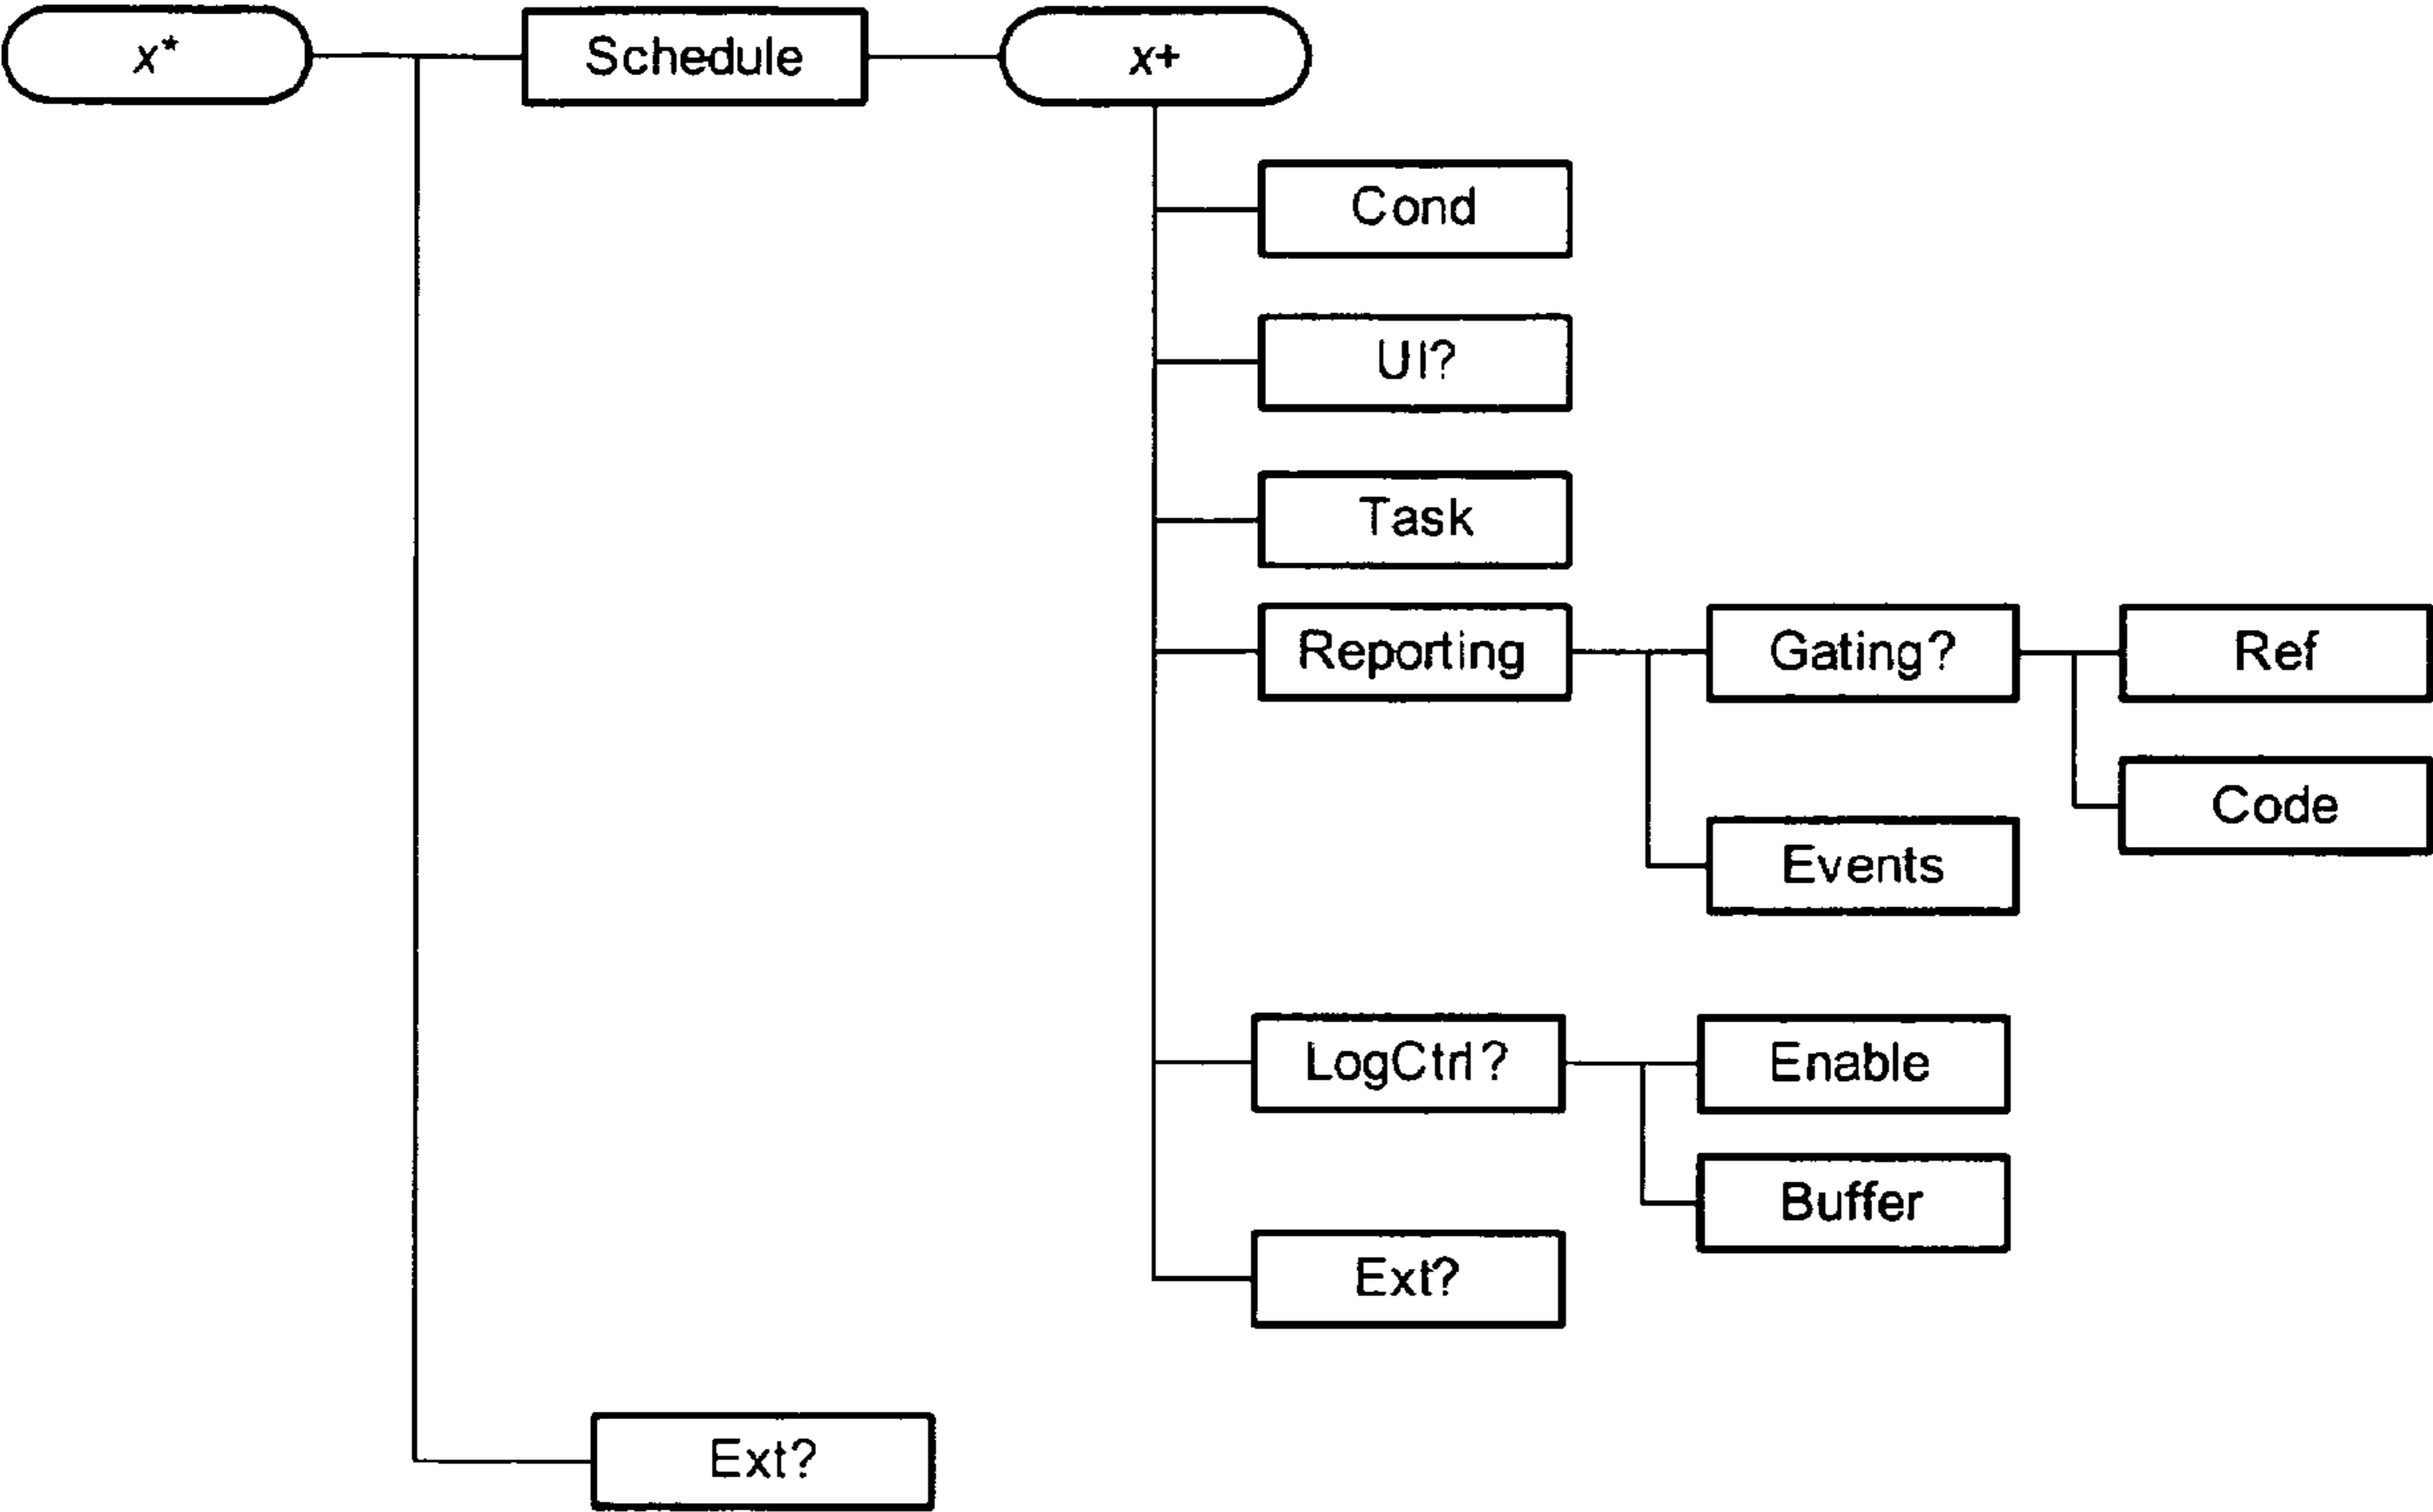 x*
Schedule
x+
Cond
UI?
Task
Reporting
Gating?
Ref
Code
Events
LogCtrl?
Enable
Buffer
Ext?
Ext?